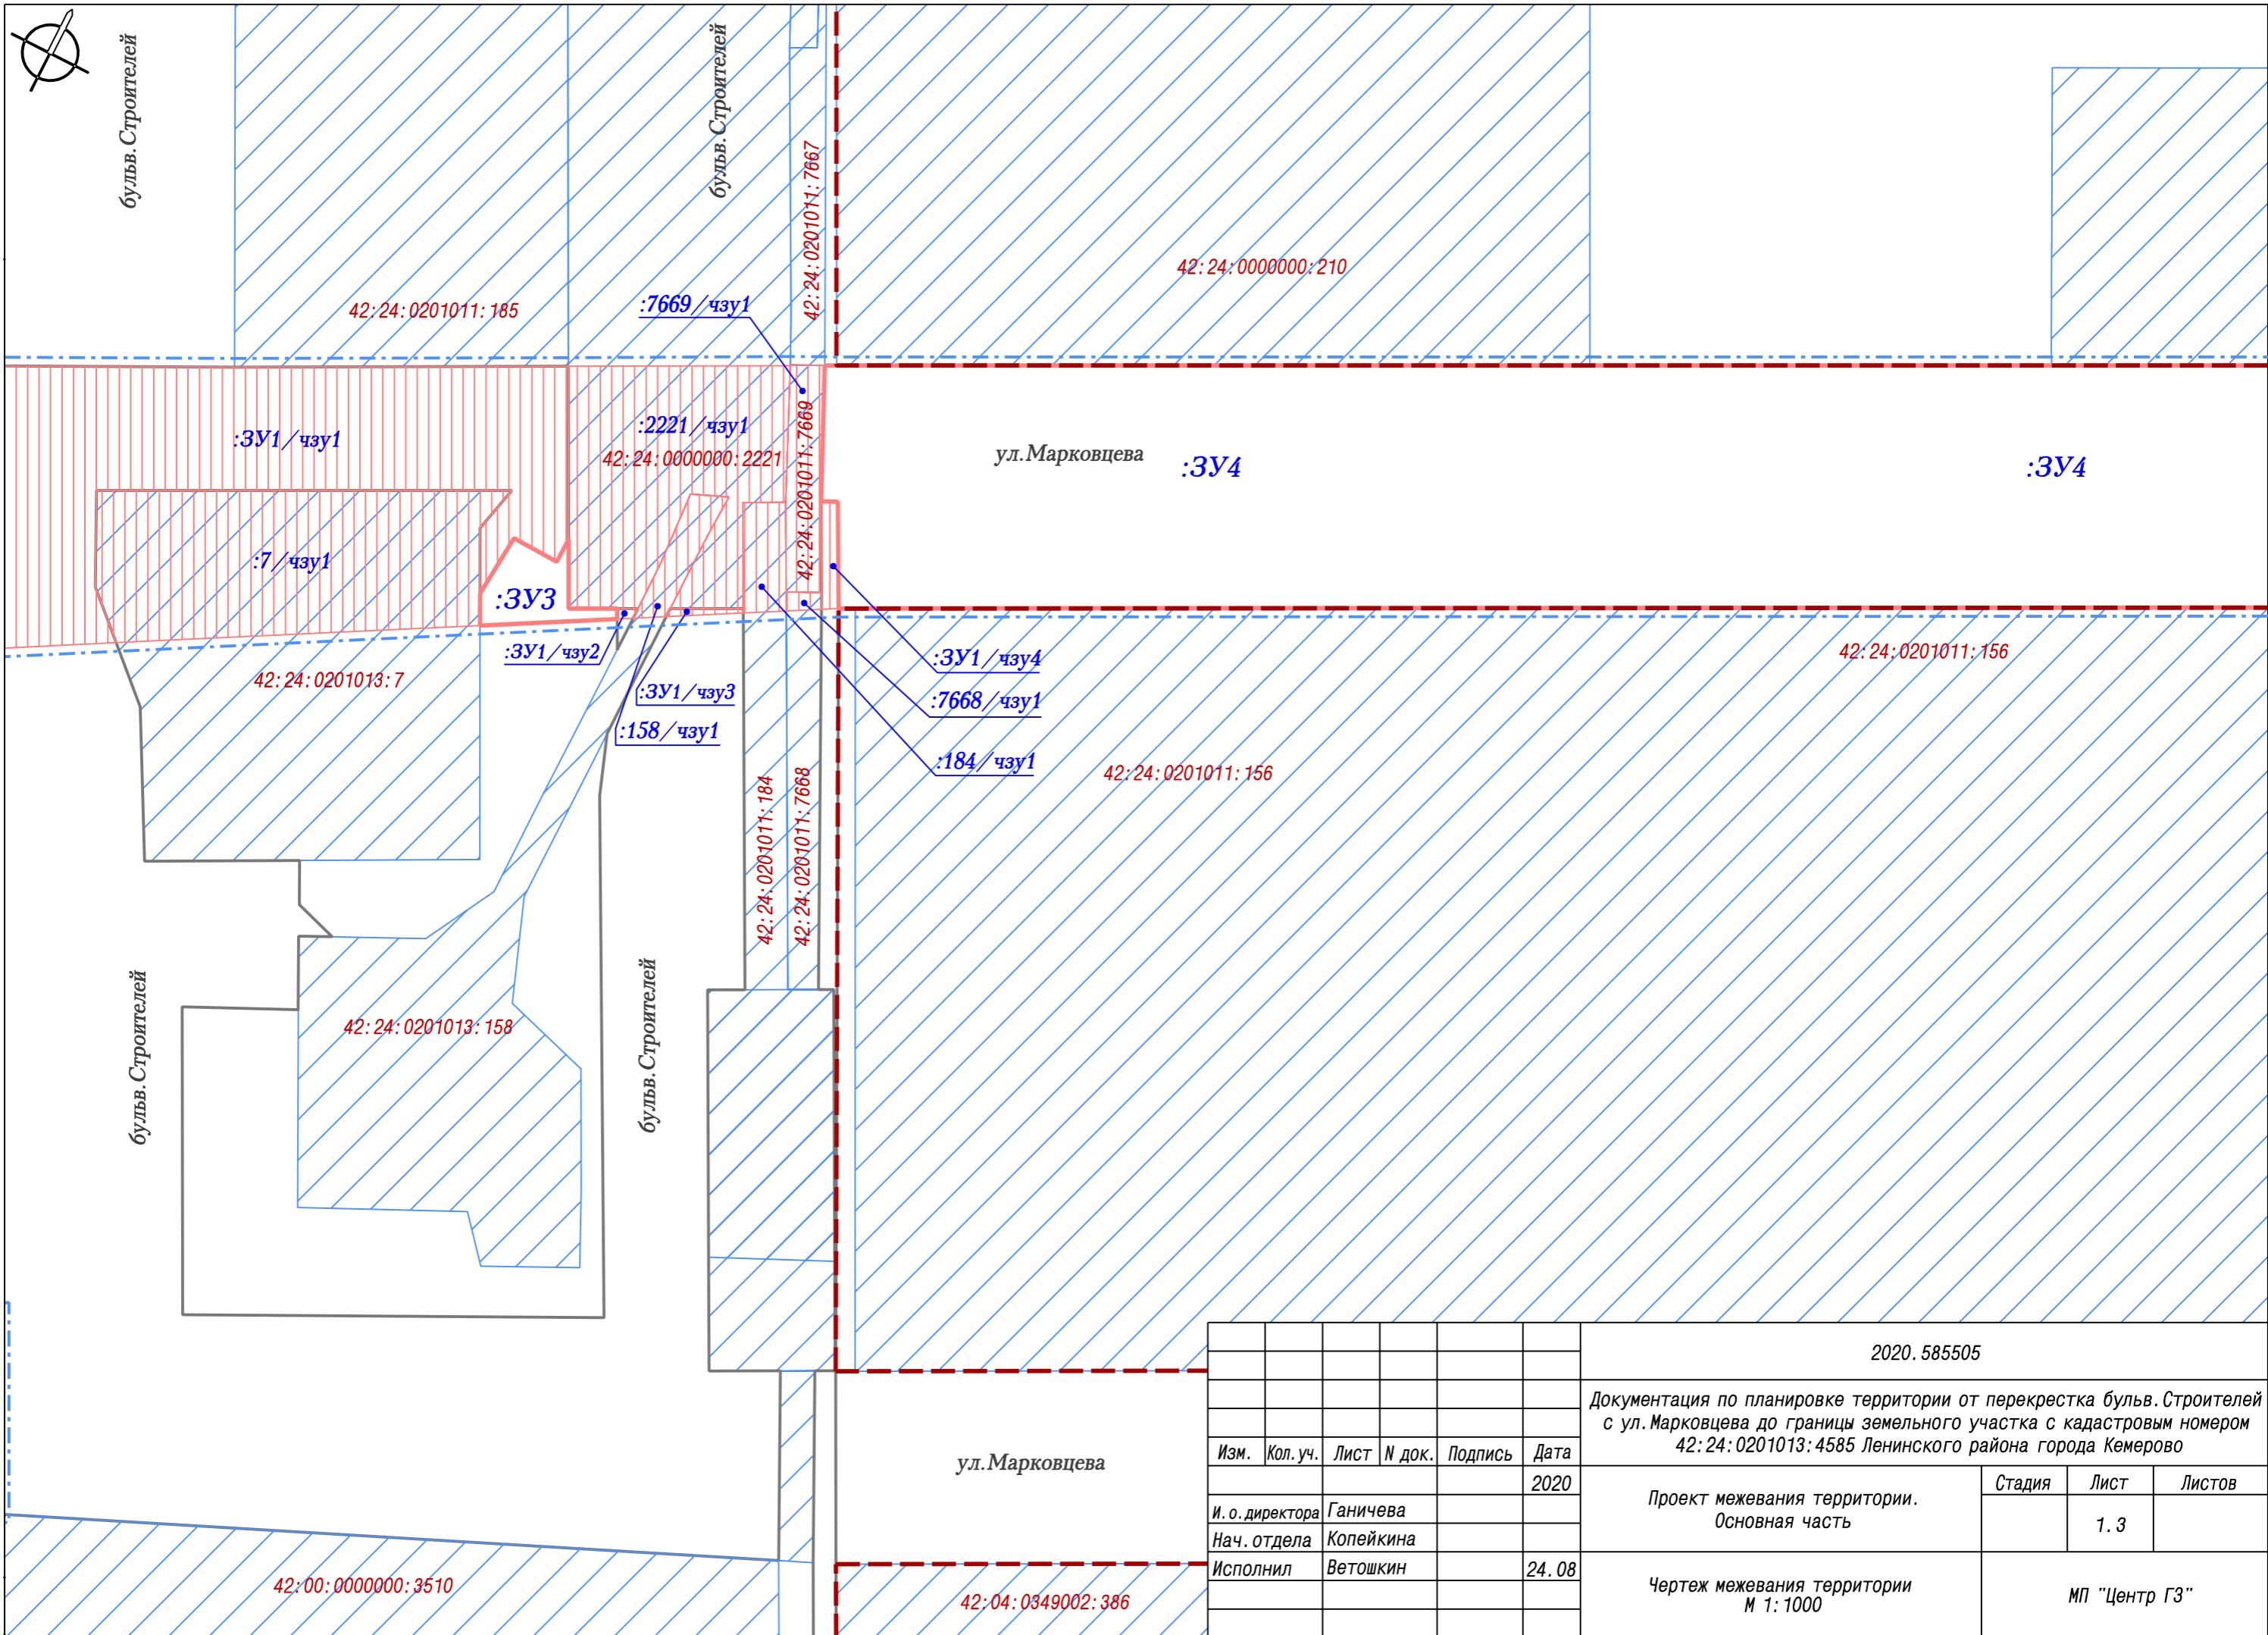 бульв.Строителей
бульв.Строителей
42:24:0201011:7667
42:24:0000000:210
42:24:0201011:185
:7669/чзу1
:ЗУ1/чзу1
:2221/чзу1
42:24:0000000:2221
42:24:0201011:7669
ул.Марковцева
:ЗУ4
:ЗУ4
:7/чзу1
:ЗУ3
:ЗУ1/чзу2
:ЗУ1/чзу4
42:24:0201011:156
42:24:0201013:7
:ЗУ1/чзу3
:7668/чзу1
:158/чзу1
:184/чзу1
42:24:0201011:156
42:24:0201011:184
42:24:0201011:7668
бульв.Строителей
бульв.Строителей
42:24:0201013:158
ул.Марковцева
42:00:0000000:3510
42:04:0349002:386
2020.585505
Документация по планировке территории от перекрестка бульв.Строителей
с ул.Марковцева до границы земельного участка с кадастровым номером
42:24:0201013:4585 Ленинского района города Кемерово
Изм. Кол.уч. Лист N док. Подпись Дата
2020
Проект межевания территории.
Основная часть
Стадия Лист Листов
1.3
И.о.директора Ганичева
Нач.отдела Копейкина
Исполнил Ветошкин 24.08
Чертеж межевания территории
М 1:1000
МП "Центр ГЗ"